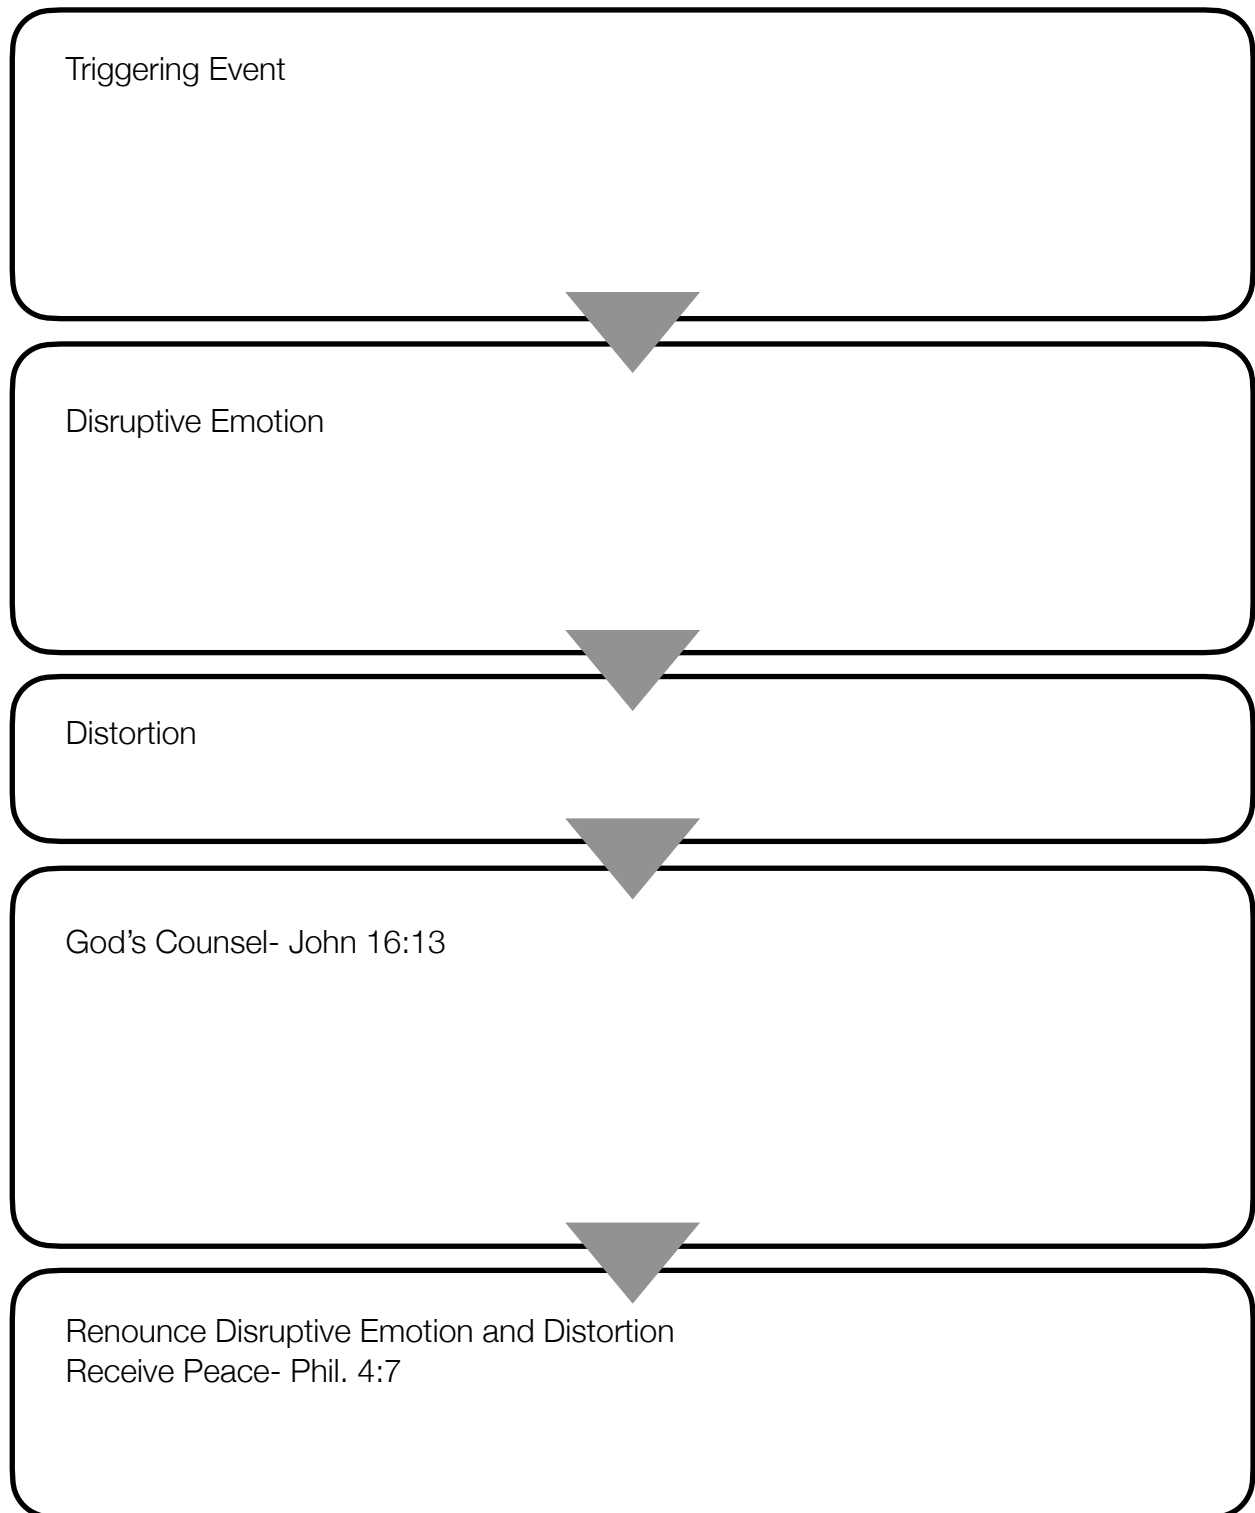 Triggering Event
Disruptive Emotion
Distortion
God’s Counsel- John 16:13
Renounce Disruptive Emotion and Distortion
Receive Peace- Phil. 4:7